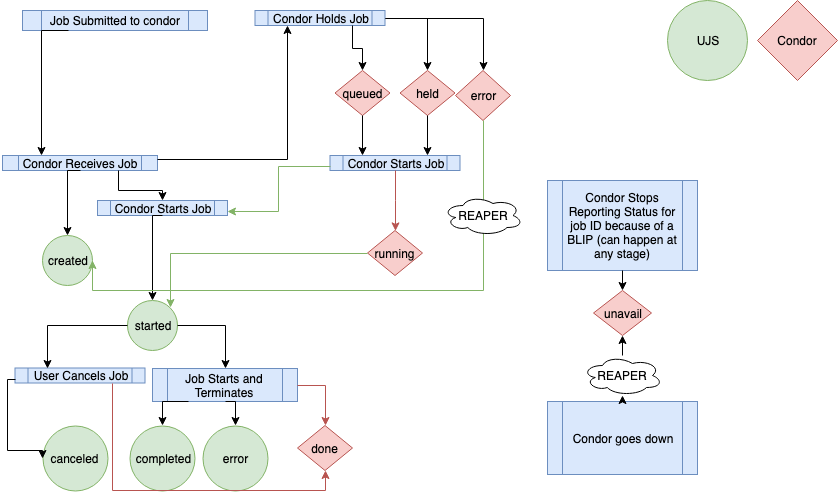 Job Submitted to condor
Condor Holds Job
UJS
Condor
queued
held
error
Condor Receives Job
Condor Starts Job
Condor Starts Job
REAPER
Condor Stops
Reporting Status for
job ID because of a
BLIP (can happen at
any stage)
created
running
unavail
started
User Cancels Job
Job Starts and
Terminates
REAPER
canceled
completed
error
done
Condor goes down